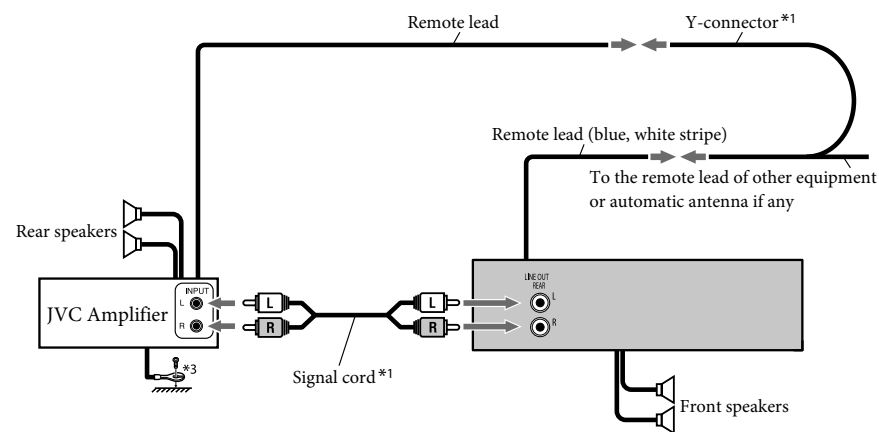 Remote lead
Y-connector*1
Remote lead (blue, white stripe)
To the remote lead of other equipment
or automatic antenna if any
Rear speakers
JVC Amplifier
INPUT
L
R
L
R
L
R
LINE OUT
REAR
L
R
*3
Signal cord*1
Front speakers